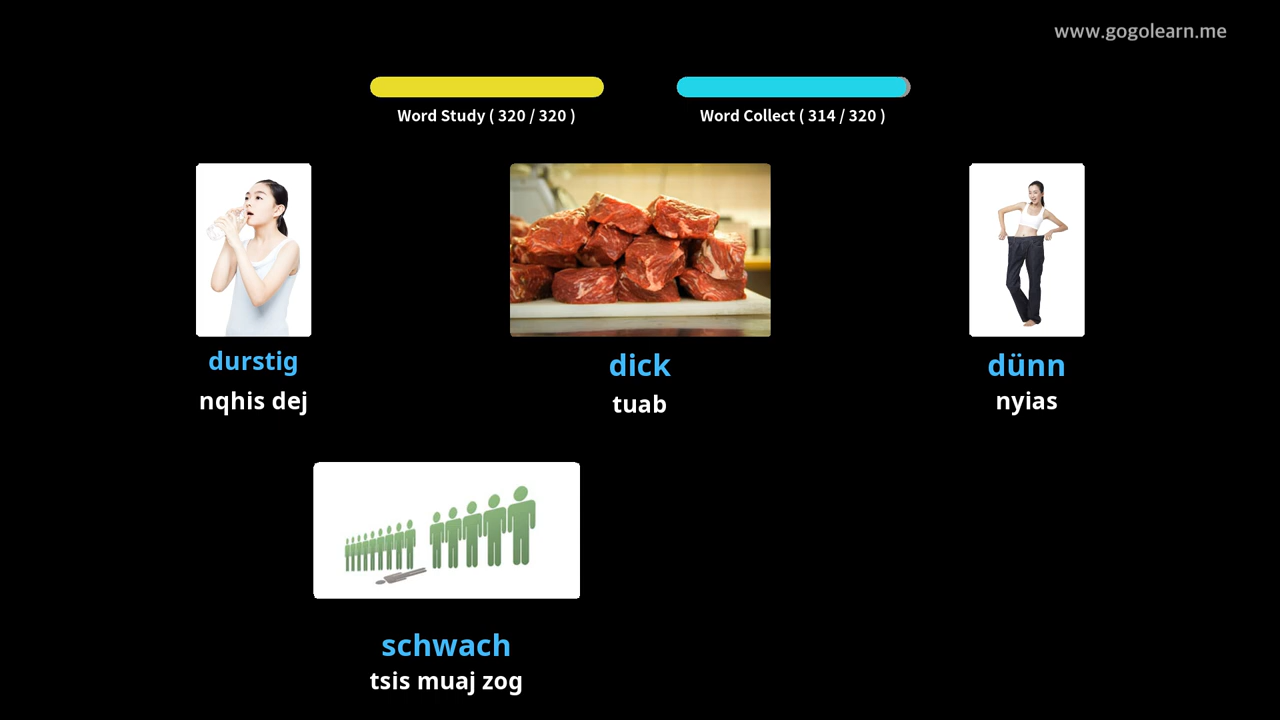 www.gogolearn.me
Word Study ( 320 / 320 )
Word Collect ( 314 / 320 )
durstig
nqhis dej
dick
tuab
dünn
nyias
schwach
tsis muaj zog